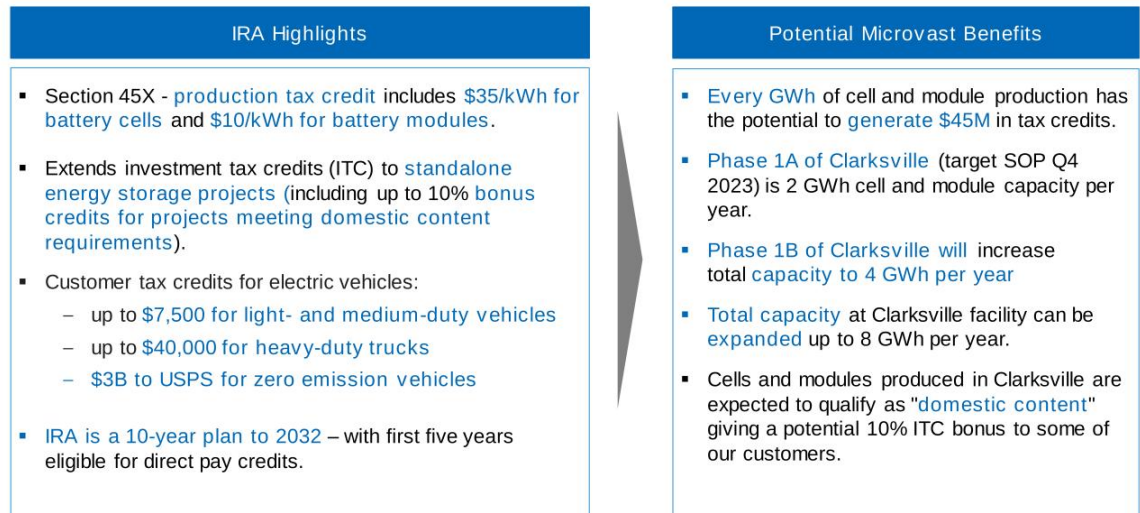 IRA Highlights
▪ Section 45X - production tax credit includes $35/kWh for
battery cells and $10/kWh for battery modules.
▪ Extends investment tax credits (ITC) to standalone
energy storage projects (including up to 10% bonus
credits for projects meeting domestic content
requirements).
▪ Customer tax credits for electric vehicles:
– up to $7,500 for light- and medium-duty vehicles
– up to $40,000 for heavy-duty trucks
– $3B to USPS for zero emission vehicles
▪ IRA is a 10-year plan to 2032 – with first five years
eligible for direct pay credits.
Potential Microvast Benefits
▪ Every GWh of cell and module production has
the potential to generate $45M in tax credits.
▪ Phase 1A of Clarksville (target SOP Q4
2023) is 2 GWh cell and module capacity per
year.
▪ Phase 1B of Clarksville will increase
total capacity to 4 GWh per year
▪ Total capacity at Clarksville facility can be
expanded up to 8 GWh per year.
▪ Cells and modules produced in Clarksville are
expected to qualify as "domestic content"
giving a potential 10% ITC bonus to some of
our customers.